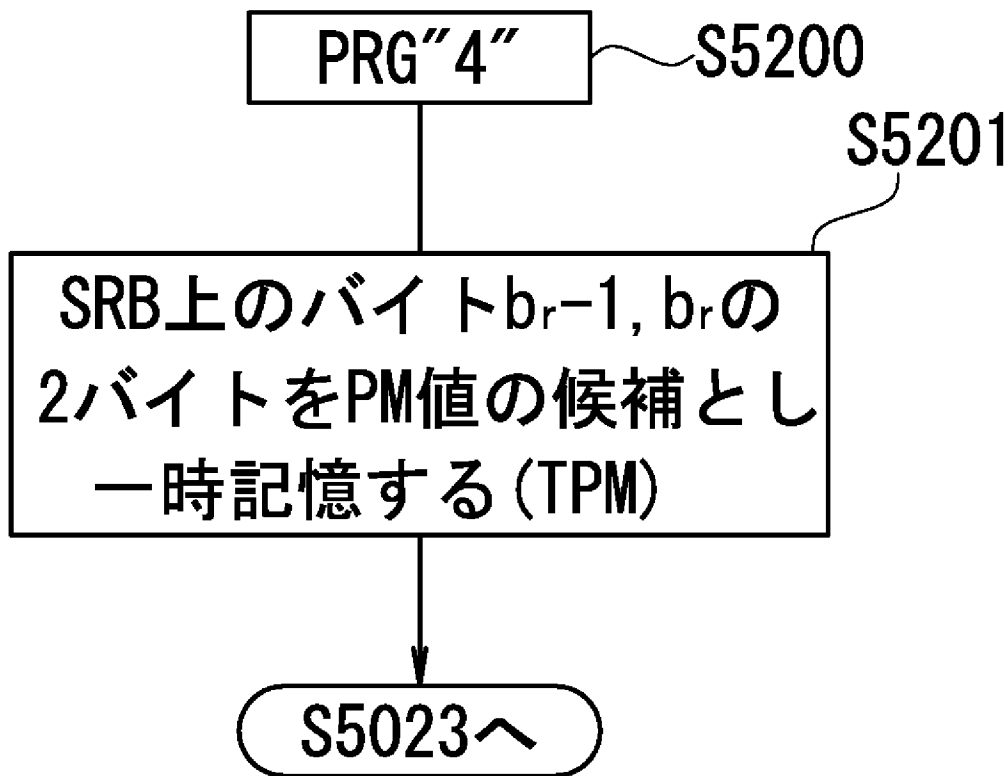 PRG"4"
S5200
S5201
SRB上のバイトbr-1,brの
2バイトをPM値の候補とし
一時記憶する(TPM)
S5023へ